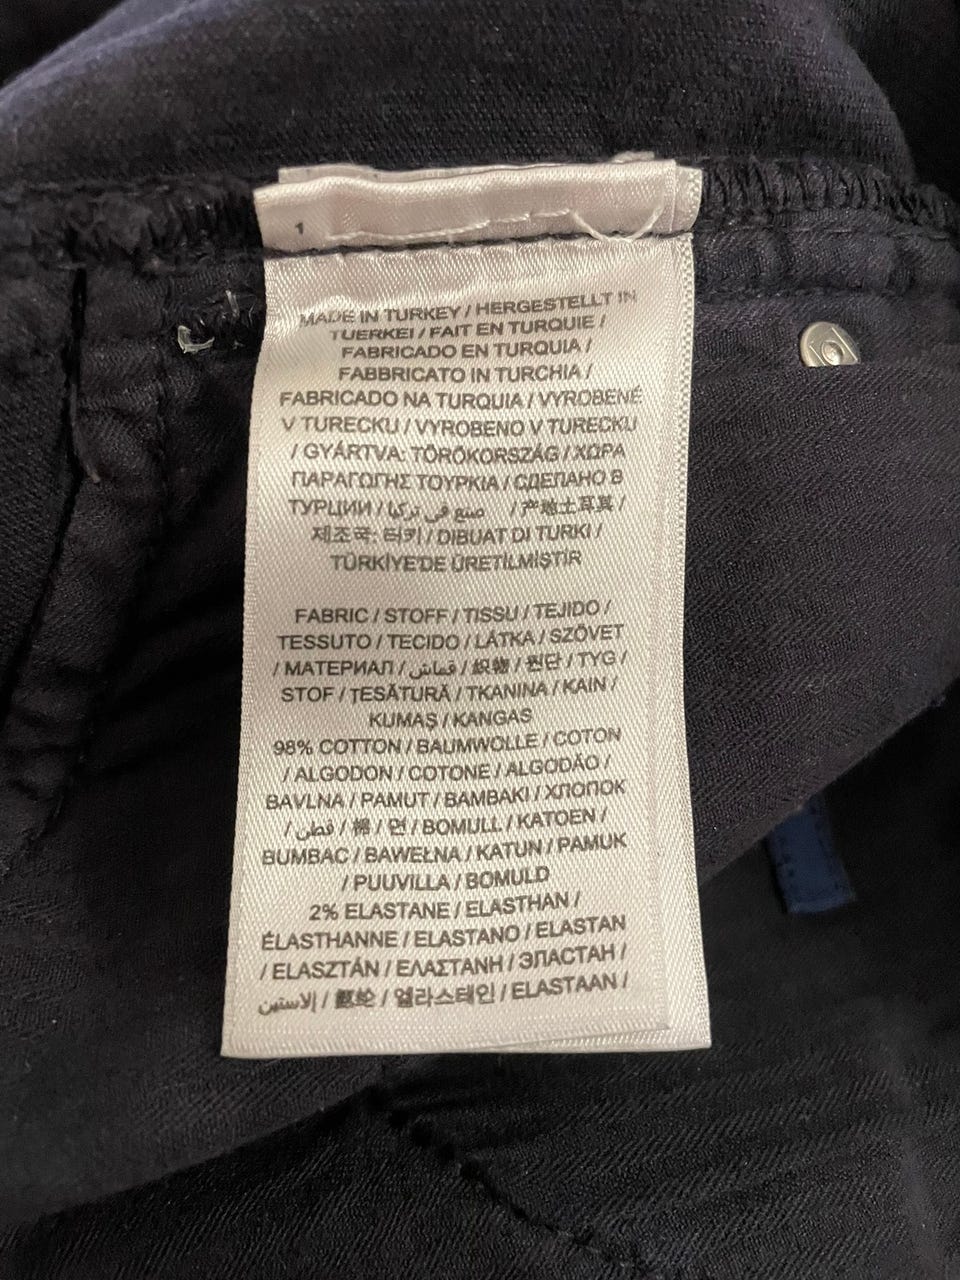 1
MADE IN TURKEY / HERGESTELLT IN
TUERKEI / FAIT EN TURQUIE /
FABRICADO EN TURQUIA /
FABBRICATO IN TURCHIA /
FABRICADO NA TURQUIA / VYROBENÉ
V TURECKU / VYROBENO V TURECKU
/ GYÁRTVA: TÖRÖKORSZÁG / ΧΩΡΑ
ΠΑΡΑΓΩΓΗΣ ΤΟΥΡΚΙΑ / СДЕЛАНО В
ТУРЦИИ / صنع في تركيا / 产地土耳其 /
제조국: 터키 / DIBUAT DI TURKI /
TÜRKİYE'DE ÜRETİLMİŞTİR
FABRIC / STOFF / TISSU / TEJIDO /
TESSUTO / TECIDO / LÁTKA / SZÖVET
/ МАТЕРИАЛ / قماش / 織物 / 원단 / TYG /
STOF / ȚESĂTURĂ / TKANINA / KAIN /
KUMAŞ / KANGAS
98% COTTON / BAUMWOLLE / COTON
/ ALGODON / COTONE / ALGODÃO /
BAVLNA / PAMUT / BAMBAKI / ХЛОПОК
/ قطن / 棉 / 면 / BOMULL / KATOEN /
BUMBAC / BAWEŁNA / KATUN / PAMUK
/ PUUVILLA / BOMULD
2% ELASTANE / ELASTHAN /
ÉLASTHANNE / ELASTANO / ELASTAN
/ ELASZTÁN / ΕΛΑΣΤΑΝΗ / ЭЛАСТАН /
إلاستين / 氨纶 / 엘라스테인 / ELASTAAN /